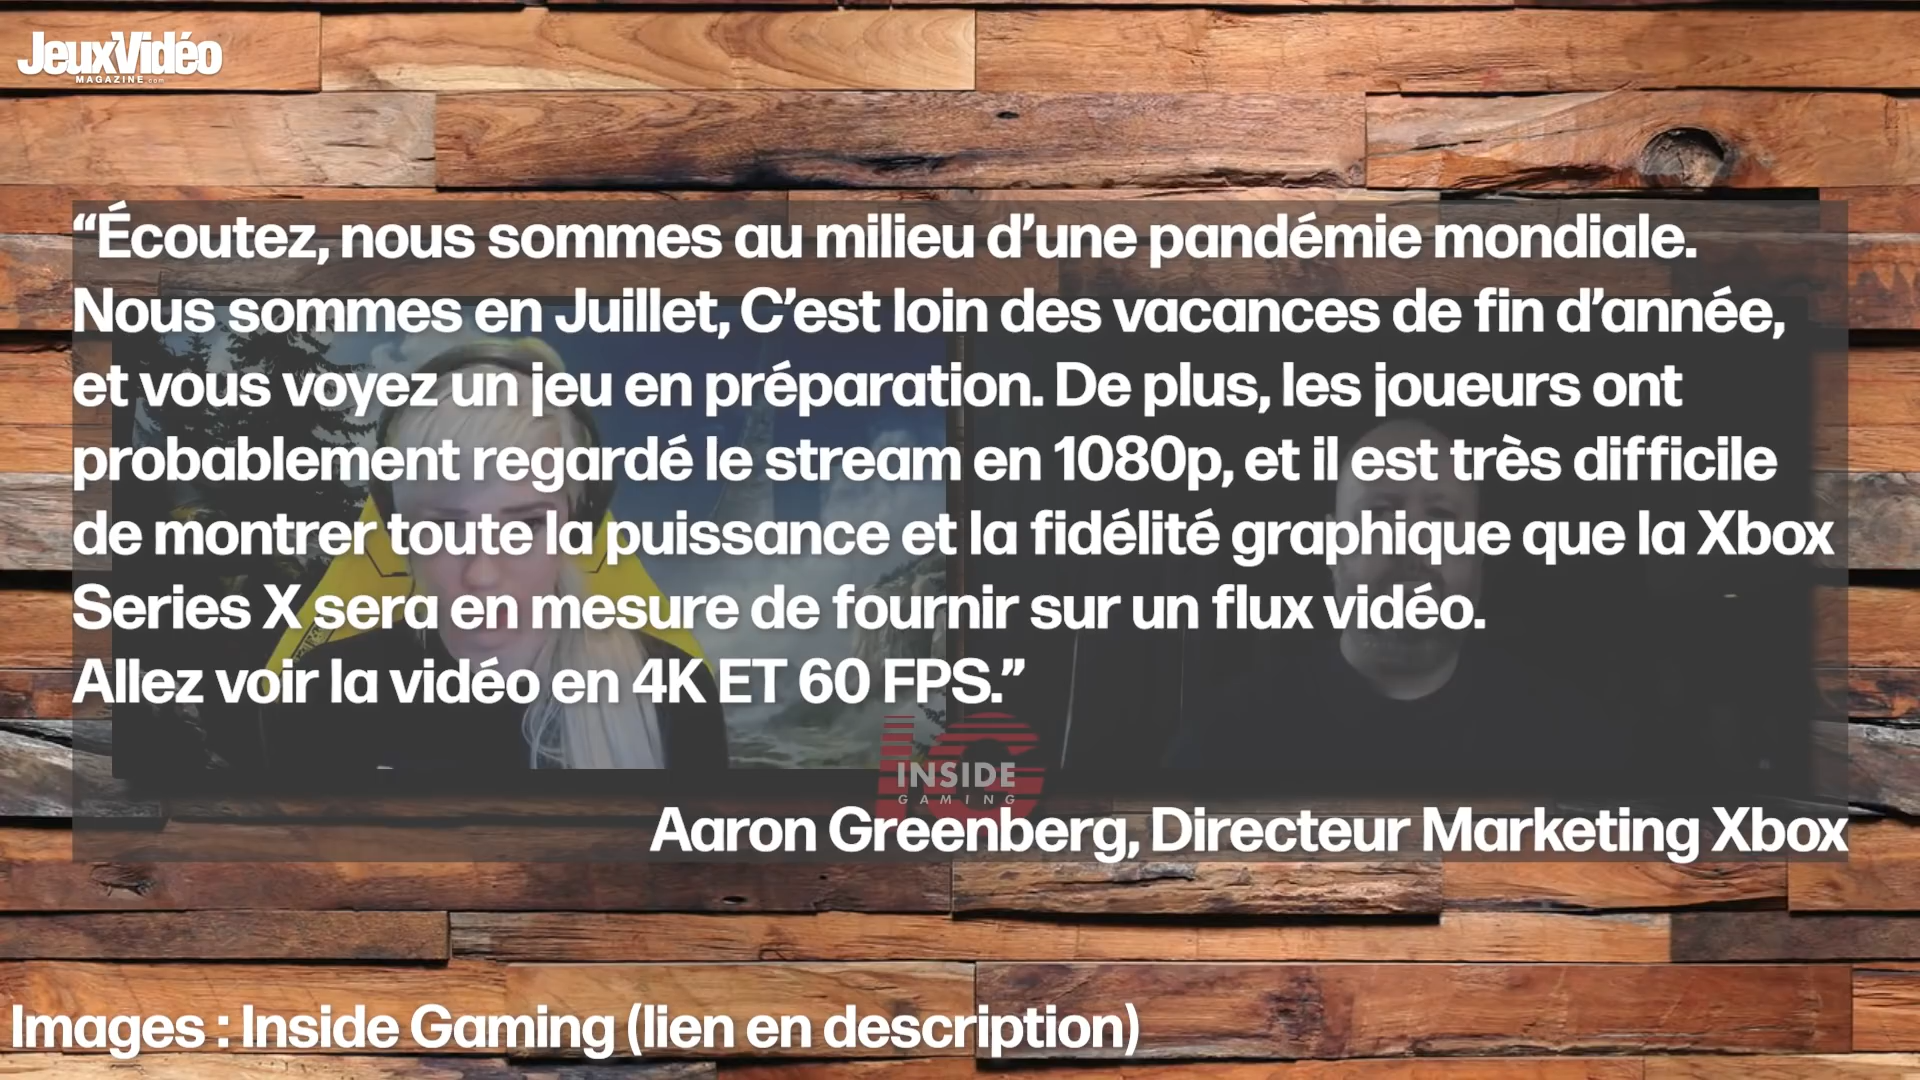 JeuxVidéo
MAGAZINE.com
“Écoutez, nous sommes au milieu d’une pandémie mondiale.
Nous sommes en Juillet, C’est loin des vacances de fin d’année,
et vous voyez un jeu en préparation. De plus, les joueurs ont
probablement regardé le stream en 1080p, et il est très difficile
de montrer toute la puissance et la fidélité graphique que la Xbox
Series X sera en mesure de fournir sur un flux vidéo.
Allez voir la vidéo en 4K ET 60 FPS.”
IG
INSIDE
GAMING
Aaron Greenberg, Directeur Marketing Xbox
Images : Inside Gaming (lien en description)